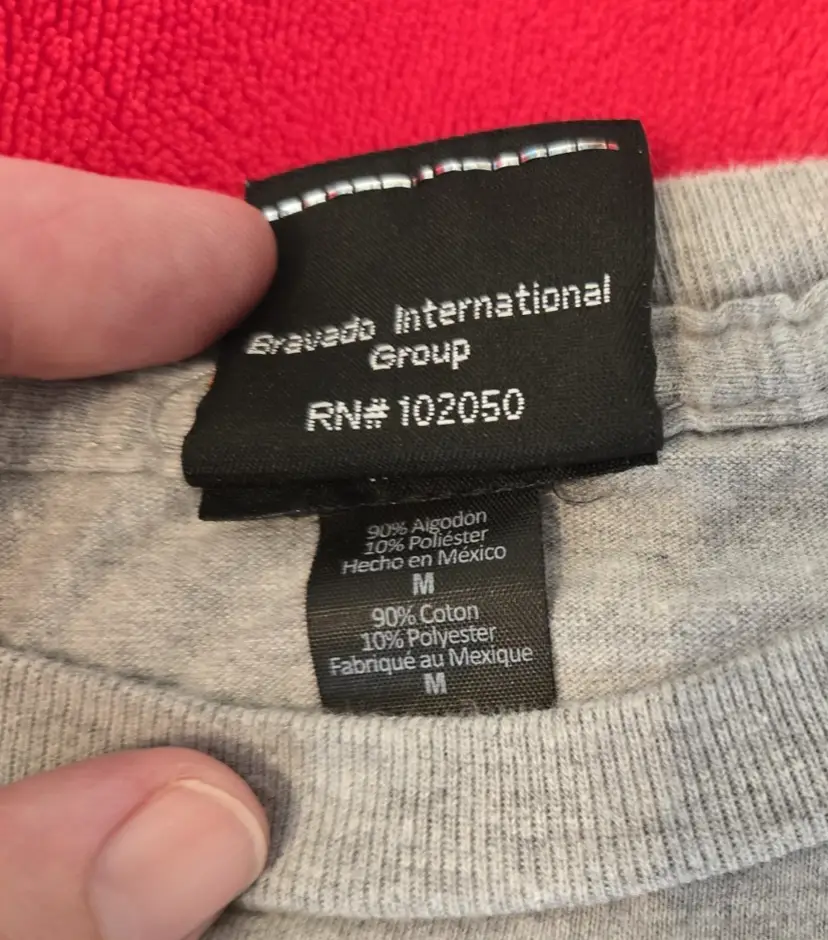 Bravado International
Group
RN# 102050
90% Algodón
10% Poliéster
Hecho en México
M
90% Coton
10% Polyester
Fabriqué au Mexique
M